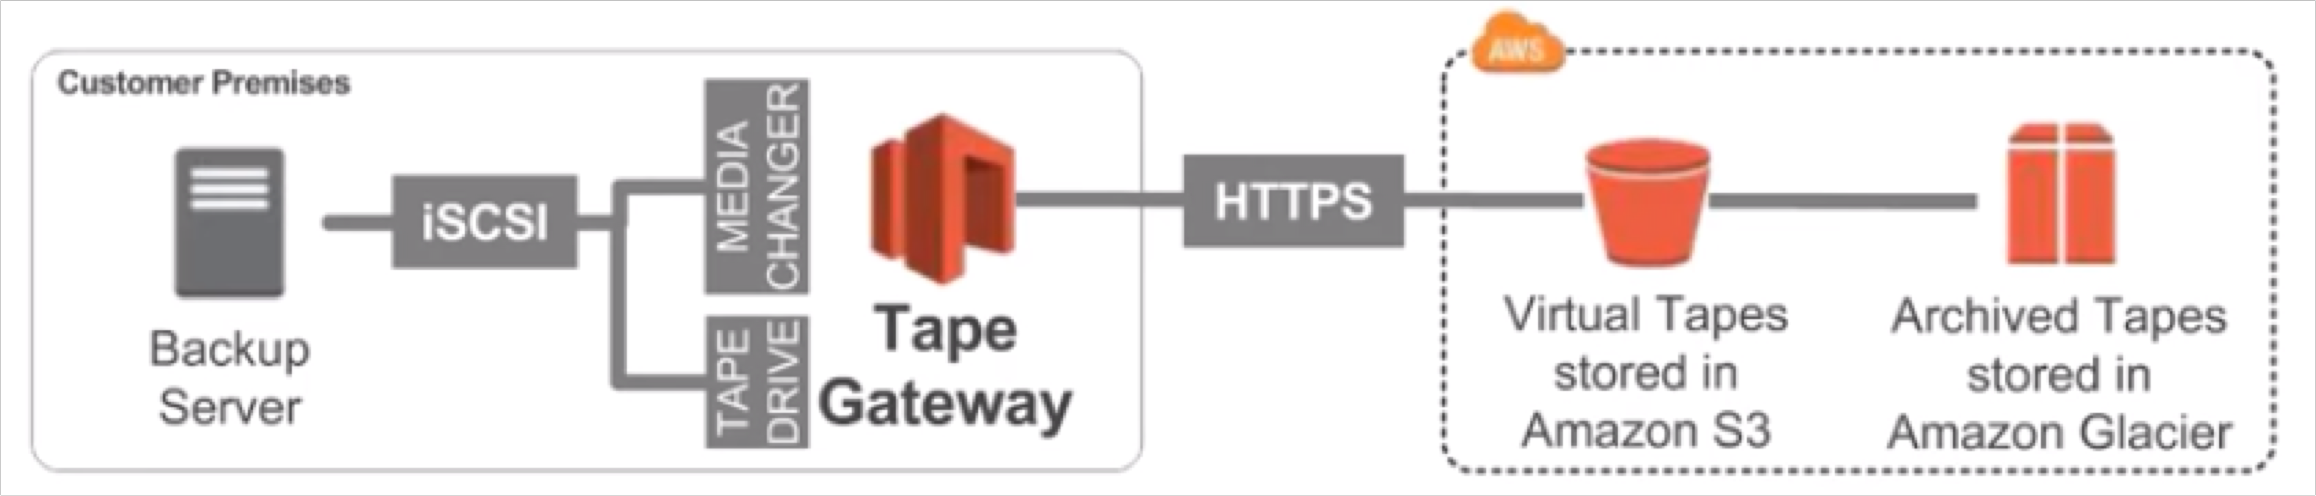 AWS
Customer Premises
MEDIA
CHANGER
iSCSI
HTTPS
TAPE
DRIVE
Backup
Server
Tape
Gateway
Virtual Tapes
stored in
Amazon S3
Archived Tapes
stored in
Amazon Glacier